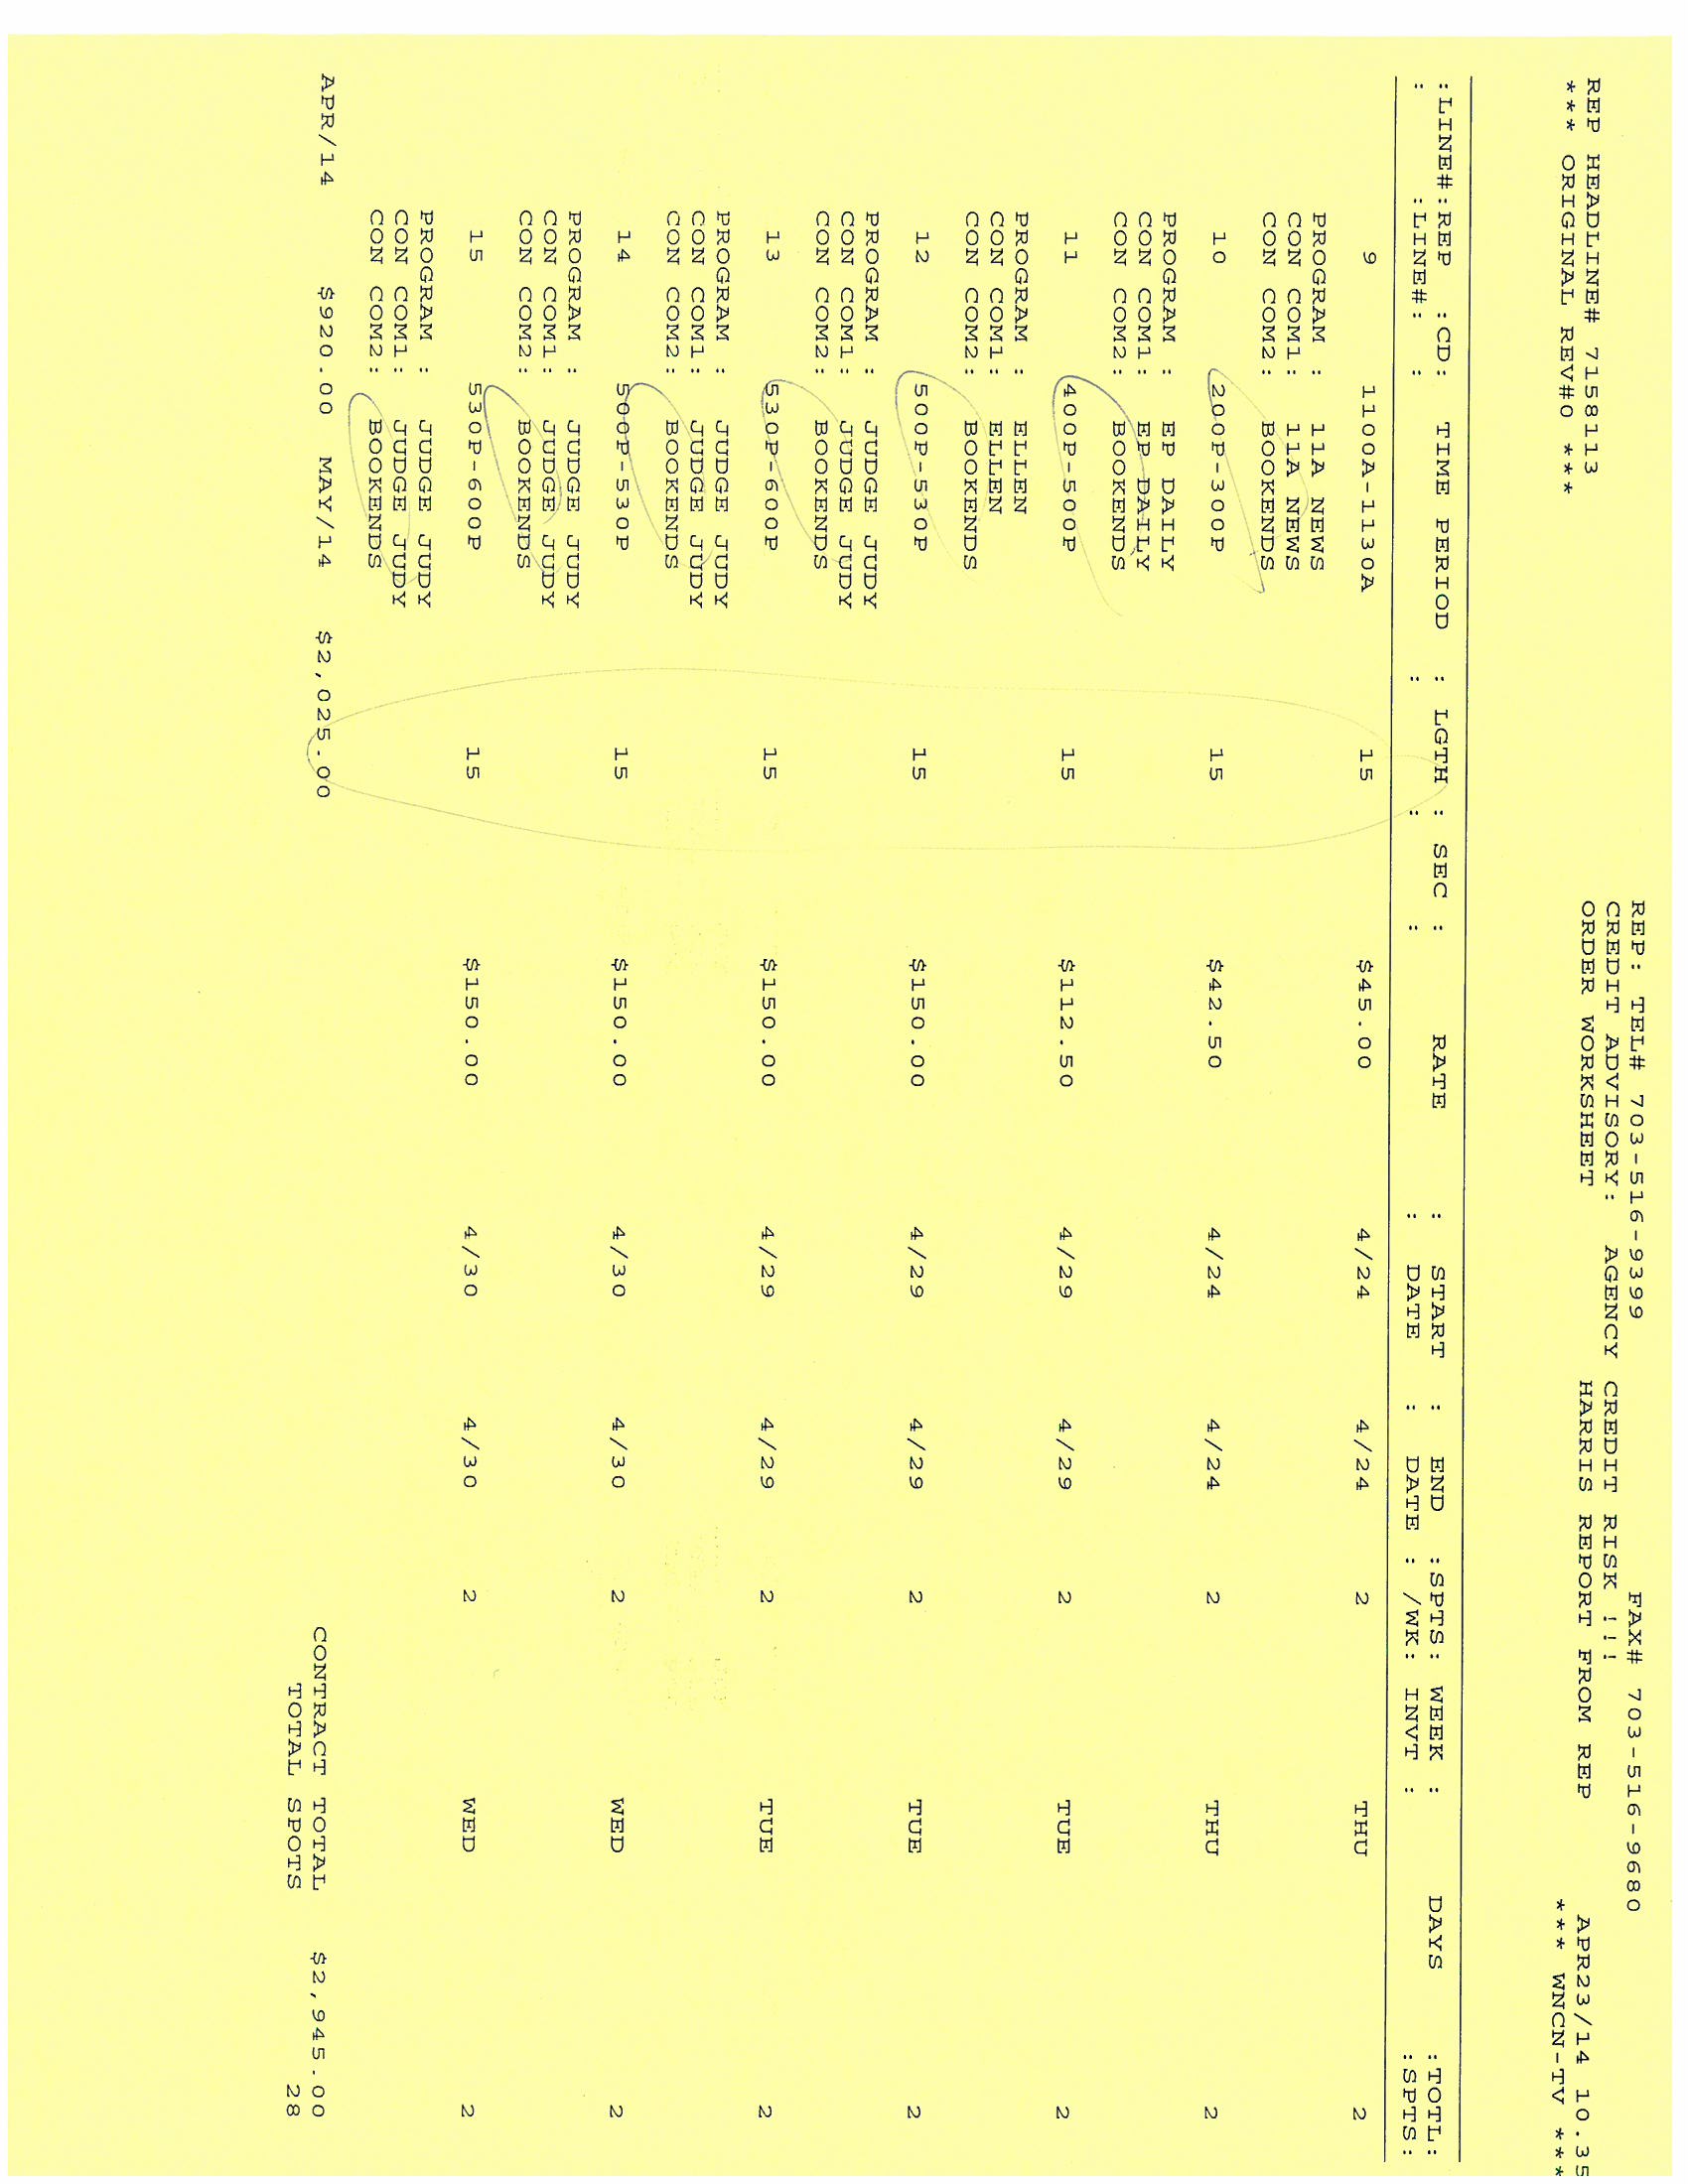 REP: TEL# 703-516-9399 FAX# 703-516-9680
CREDIT ADVISORY: AGENCY CREDIT RISK !!!
REP HEADLINE# 7158113 ORDER WORKSHEET HARRIS REPORT FROM REP APR23/14 10.35
*** ORIGINAL REV#0 *** *** WNCN-TV ***
:LINE#:REP :CD: TIME PERIOD : LGTH : SEC : RATE : START : END :SPTS: WEEK : DAYS :TOTL:
: :LINE#: : : : : : DATE : DATE : /WK: INVT : :SPTS:
9 1100A-1130A 15 $45.00 4/24 4/24 2 THU 2
PROGRAM : 11A NEWS
CON COM1: 11A NEWS
CON COM2: BOOKENDS
10 200P-300P 15 $42.50 4/24 4/24 2 THU 2
PROGRAM : EP DAILY
CON COM1: EP DAILY
CON COM2: BOOKENDS
11 400P-500P 15 $112.50 4/29 4/29 2 TUE 2
PROGRAM : ELLEN
CON COM1: ELLEN
CON COM2: BOOKENDS
12 500P-530P 15 $150.00 4/29 4/29 2 TUE 2
PROGRAM : JUDGE JUDY
CON COM1: JUDGE JUDY
CON COM2: BOOKENDS
13 530P-600P 15 $150.00 4/29 4/29 2 TUE 2
PROGRAM : JUDGE JUDY
CON COM1: JUDGE JUDY
CON COM2: BOOKENDS
14 500P-530P 15 $150.00 4/30 4/30 2 WED 2
PROGRAM : JUDGE JUDY
CON COM1: JUDGE JUDY
CON COM2: BOOKENDS
15 530P-600P 15 $150.00 4/30 4/30 2 WED 2
PROGRAM : JUDGE JUDY
CON COM1: JUDGE JUDY
CON COM2: BOOKENDS
APR/14 $920.00 MAY/14 $2,025.00 CONTRACT TOTAL $2,945.00
TOTAL SPOTS 28